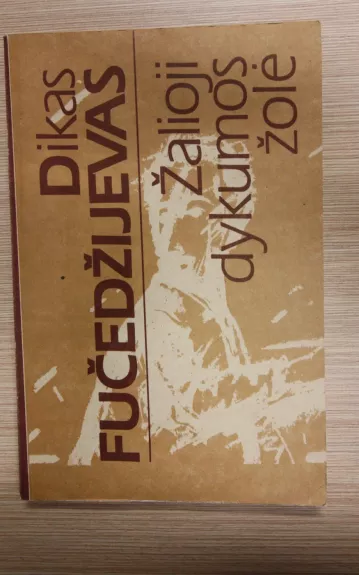 Dikas
FUČEDŽIJEVAS
Žalioji
dykumos
žolė